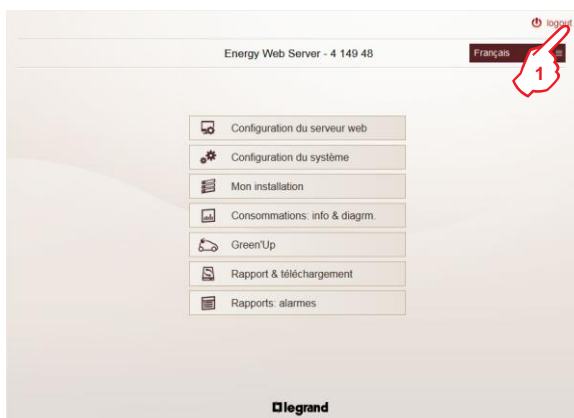 logout
Energy Web Server - 4 149 48
Français
1
Configuration du serveur web
Configuration du système
Mon installation
Consommations: info & diagrm.
Green'Up
Rapport & téléchargement
Rapports: alarmes
legrand